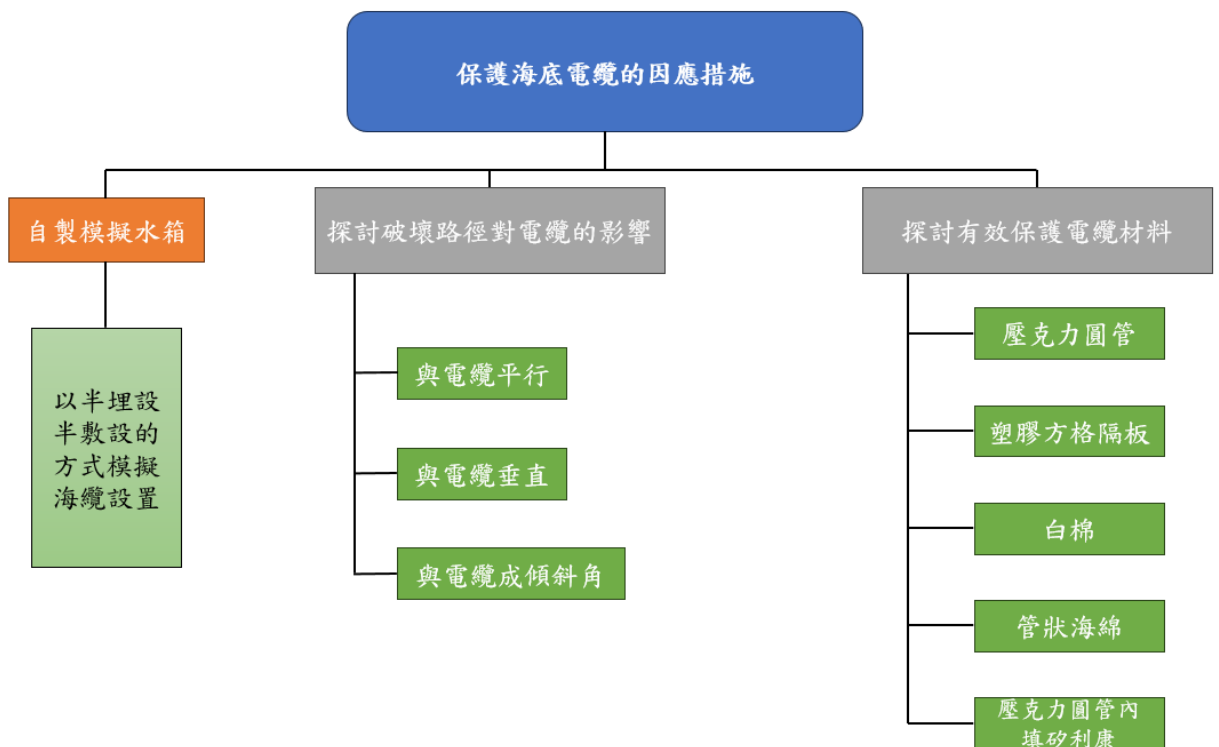 保護海底電纜的因應措施
自製模擬水箱
以半埋設
半敷設的
方式模擬
海纜設置
探討破壞路徑對電纜的影響
與電纜平行
與電纜垂直
與電纜成傾斜角
探討有效保護電纜材料
壓克力圓管
塑膠方格隔板
白棉
管狀海綿
壓克力圓管內
填矽利康